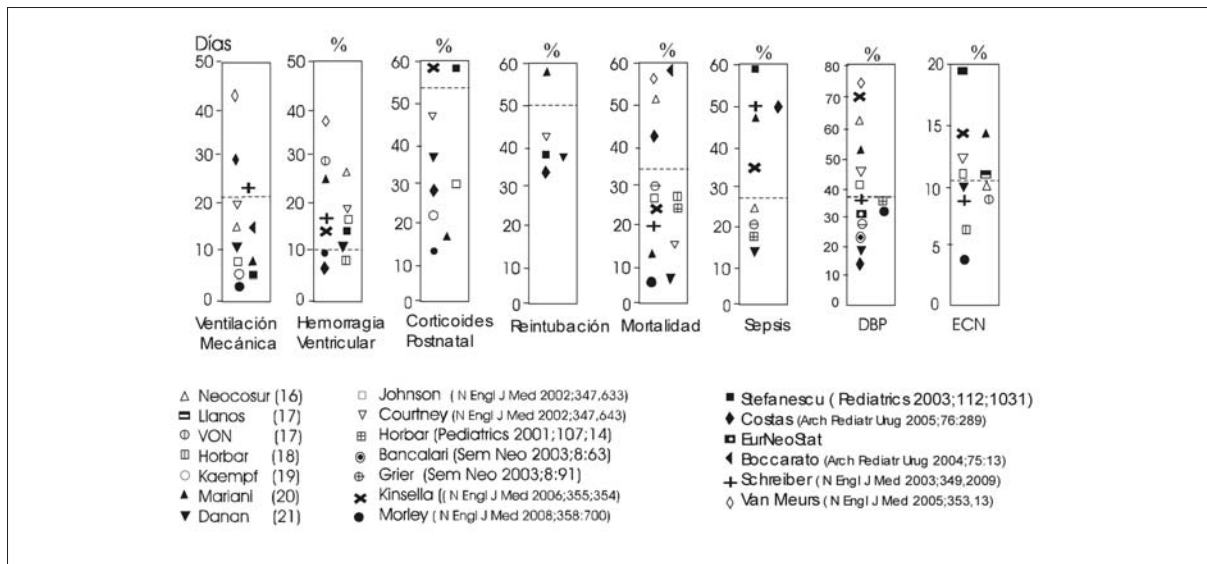 Días % % % % % % %
50 50 60 60 60 60 80 20
40 40 50 50 50 50 70 15
30 30 40 40 40 40 60 10
20 20 30 30 30 30 50 5
10 10 20 20 20 20 40 0
0 0 10 10 10 10 30
0 0 0 0 20
10
0
Ventilación Mecánica
Hemorragia Ventricular
Corticoides Postnatal
Reintubación
Mortalidad
Sepsis
DBP
ECN
Neocosur (16)
Llanos (17)
VON (17)
Horbar (18)
Kaempf (19)
Mariani (20)
Danan (21)
Johnson ( N Engl J Med 2002;347,633)
Courtney (N Engl J Med 2002;347,643)
Horbar (Pediatrics 2001;107;14)
Bancalari (Sem Neo 2003;8:63)
Grier (Sem Neo 2003;8:91)
Kinsella (( N Engl J Med 2006;355;354)
Morley ( N Engl J Med 2008;358:700)
Stefanescu ( Pediatrics 2003;112;1031)
Costas (Arch Pediatr Urug 2005;76:289)
EurNeoStat
Boccarato (Arch Pediatr Urug 2004;75:13)
Schreiber ( N Engl J Med 2003;349,2009)
Van Meurs ( N Engl J Med 2005;353,13)